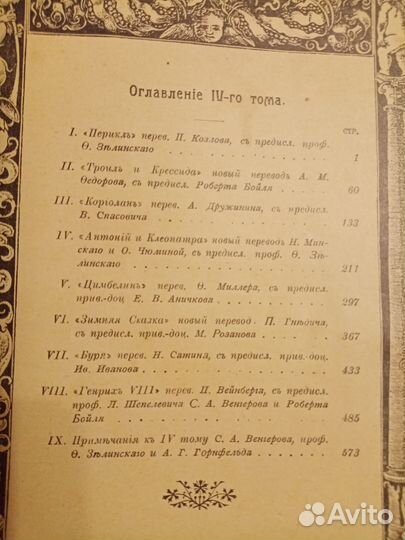 Оглавленіе IV-го тома.
СТР.
I. «Периклъ» перев. П. Козлова, съ предисл. проф.
Ѳ. Зѣлинскаго . . . . . . . . . . 1
II. «Троилъ и Крессида» новый переводъ А. М.
Ѳедорова, съ предисл. Роберта Бойля . . . . 60
III. «Коріоланъ» перев. А. Дружинина, съ предисл.
В. Спасовича . . . . . . . . . . 133
IV. «Антоній и Клеопатра» новый переводъ Н. Мин-
скаго и О. Чюминой, съ предисл. проф. Ѳ. Зѣ-
линскаго . . . . . . . . . . 211
V. «Цимбелинъ» перев. Ѳ. Миллера, съ предисл.
прив.-доц. Е. В. Аничкова . . . . . . 297
VI. «Зимняя Сказка» новый перевод. П. Гнѣдича,
съ предисл. прив.-доц. М. Розанова . . . . 367
VII. «Буря» перев. Н. Сатина, съ предисл. прив.-доц.
Ив. Иванова . . . . . . . . . . 433
VIII. «Генрихъ VIII» перев. П. Вейнберга, съ предисл.
проф. Л. Шепелевича С. А. Венгерова и Роберта
Бойля . . . . . . . . . . 485
IX. Примѣчанія къ IV тому С. А. Венгерова, проф.
Ѳ. Зѣлинскаго и А. Г. Горнфельда . . . . 573
Avito